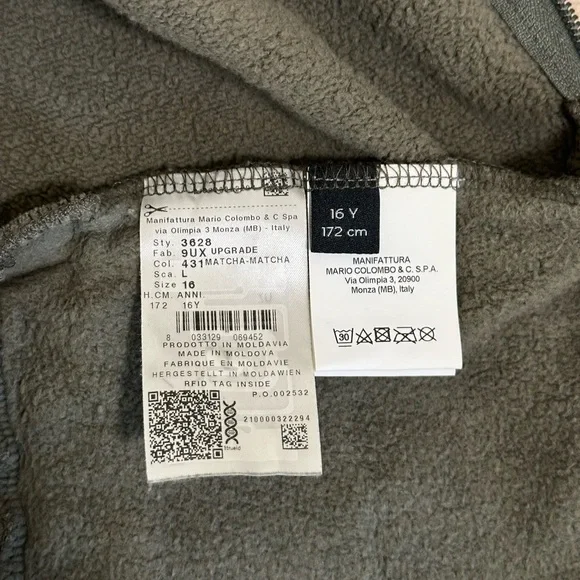 Manifattura Mario Colombo & C Spa
via Olimpia 3 Monza (MB) - Italy
Sty. 3628
Fab. 9UX UPGRADE
Col. 431 MATCHA-MATCHA
Sca. L
Size 16
H.CM. ANNI.
172 16Y
8 033129 069452
PRODOTTO IN MOLDAVIA
MADE IN MOLDOVA
FABRIQUE EN MOLDAVIE
HERGESTELLT IN MOLDAWIEN
RFID TAG INSIDE
P.O.002532
210000322294
16 Y
172 cm
MANIFATTURA
MARIO COLOMBO & C. S.P.A.
Via Olimpia 3, 20900
Monza (MB), Italy
30